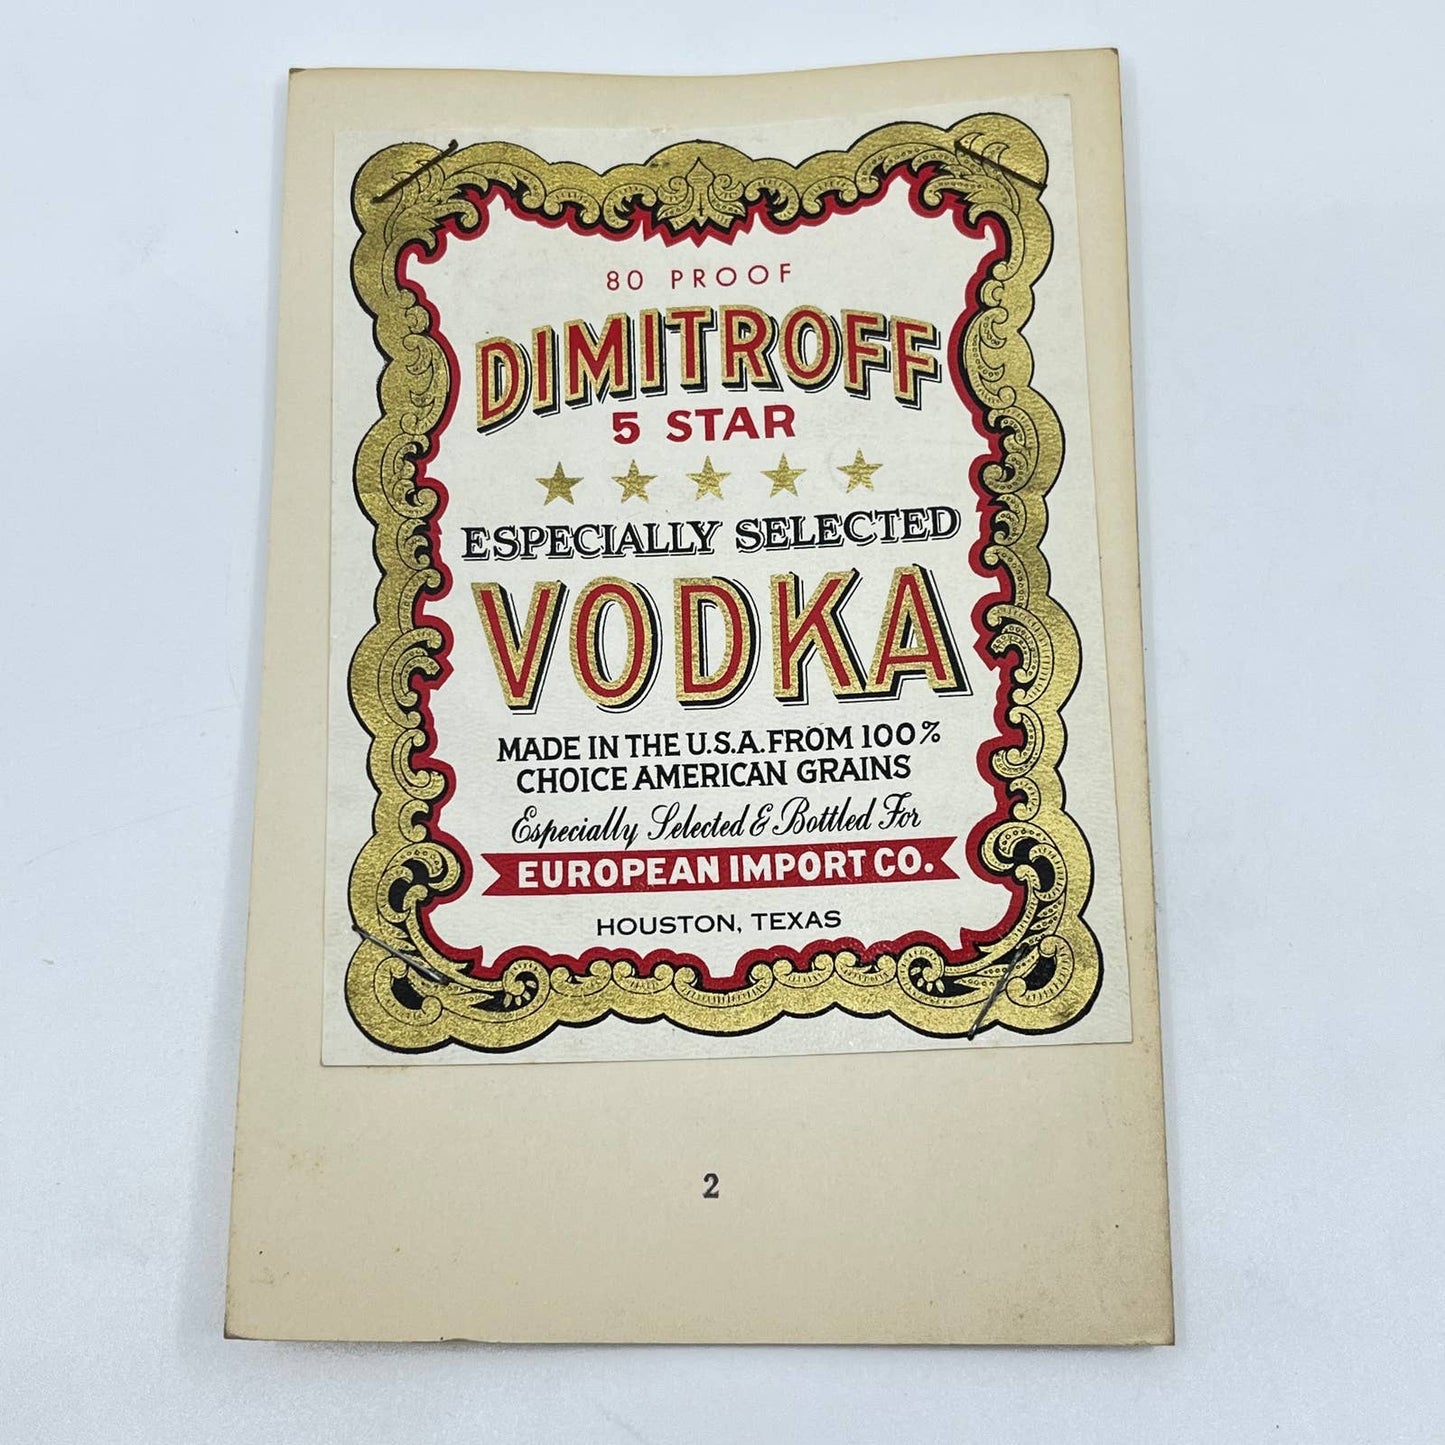 80 PROOF
DIMITROFF
5 STAR
ESPECIALLY SELECTED
VODKA
MADE IN THE U.S.A. FROM 100%
CHOICE AMERICAN GRAINS
Especially Selected & Bottled For
EUROPEAN IMPORT CO.
HOUSTON, TEXAS
2